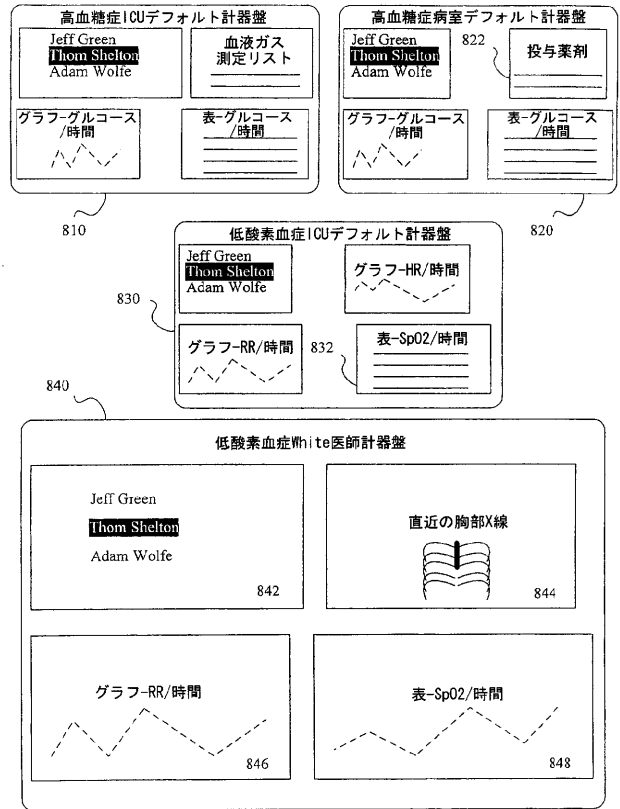 高血糖症ICUデフォルト計器盤
Jeff Green
Thom Shelton
Adam Wolfe
血液ガス
測定リスト
グラフ-グルコース
/時間
表-グルコース
/時間
810
高血糖症病室デフォルト計器盤
Jeff Green
Thom Shelton
Adam Wolfe
822
投与薬剤
グラフ-グルコース
/時間
表-グルコース
/時間
820
低酸素血症ICUデフォルト計器盤
Jeff Green
Thom Shelton
Adam Wolfe
グラフ-HR/時間
830
グラフ-RR/時間
832
表-SpO2/時間
840
低酸素血症White医師計器盤
Jeff Green
Thom Shelton
Adam Wolfe
842
直近の胸部X線
844
グラフ-RR/時間
846
表-SpO2/時間
848